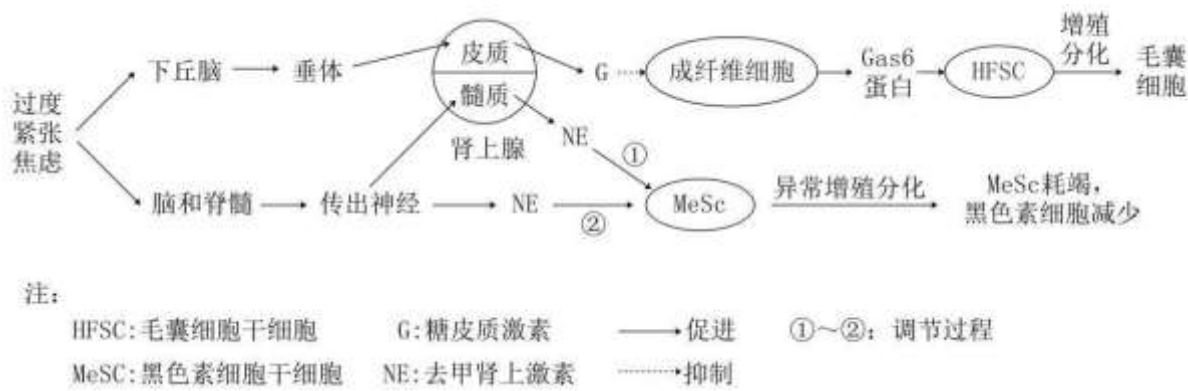 过度
紧张
焦虑
下丘脑
垂体
皮质
髓质
肾上腺
G
成纤维细胞
Gas6
蛋白
HFSC
增殖
分化
毛囊
细胞
NE
①
脑和脊髓
传出神经
NE
②
MeSc
异常增殖分化
MeSc耗竭，
黑色素细胞减少
注：
HFSC：毛囊细胞干细胞 G：糖皮质激素 促进 ①～②：调节过程
MeSC：黑色素细胞干细胞 NE：去甲肾上激素 抑制